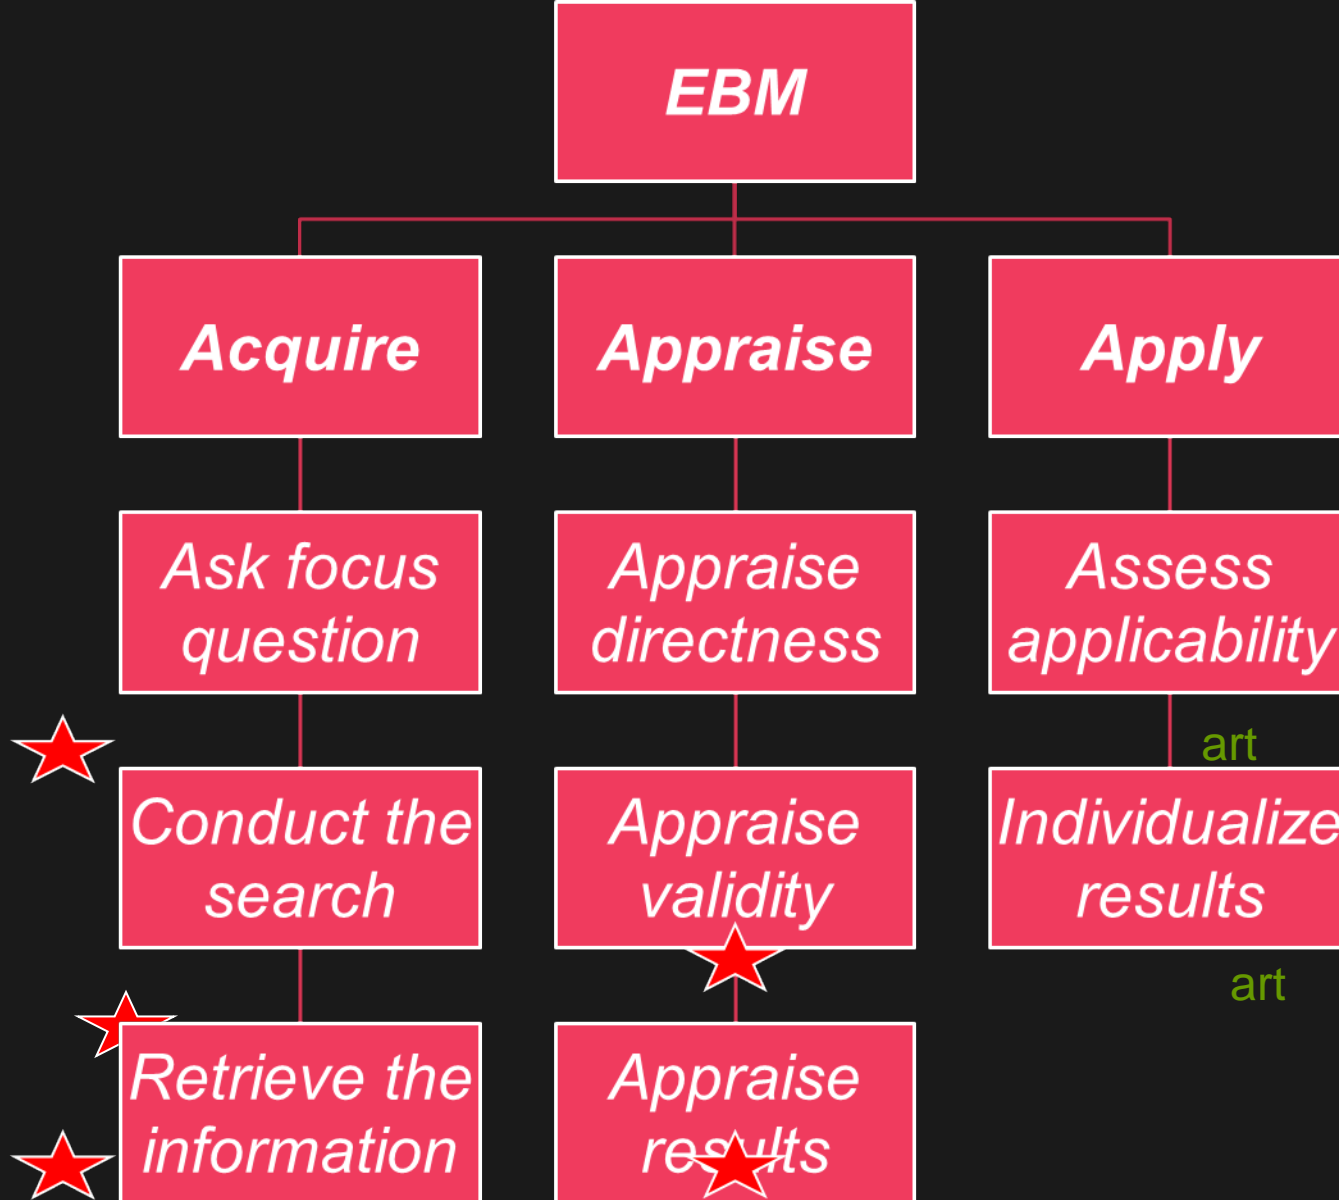 EBM
Acquire
Appraise
Apply
Ask focus
question
Appraise
directness
Assess
applicability
art
Conduct the
search
Appraise
validity
Individualize
results
art
Retrieve the
information
Appraise
results